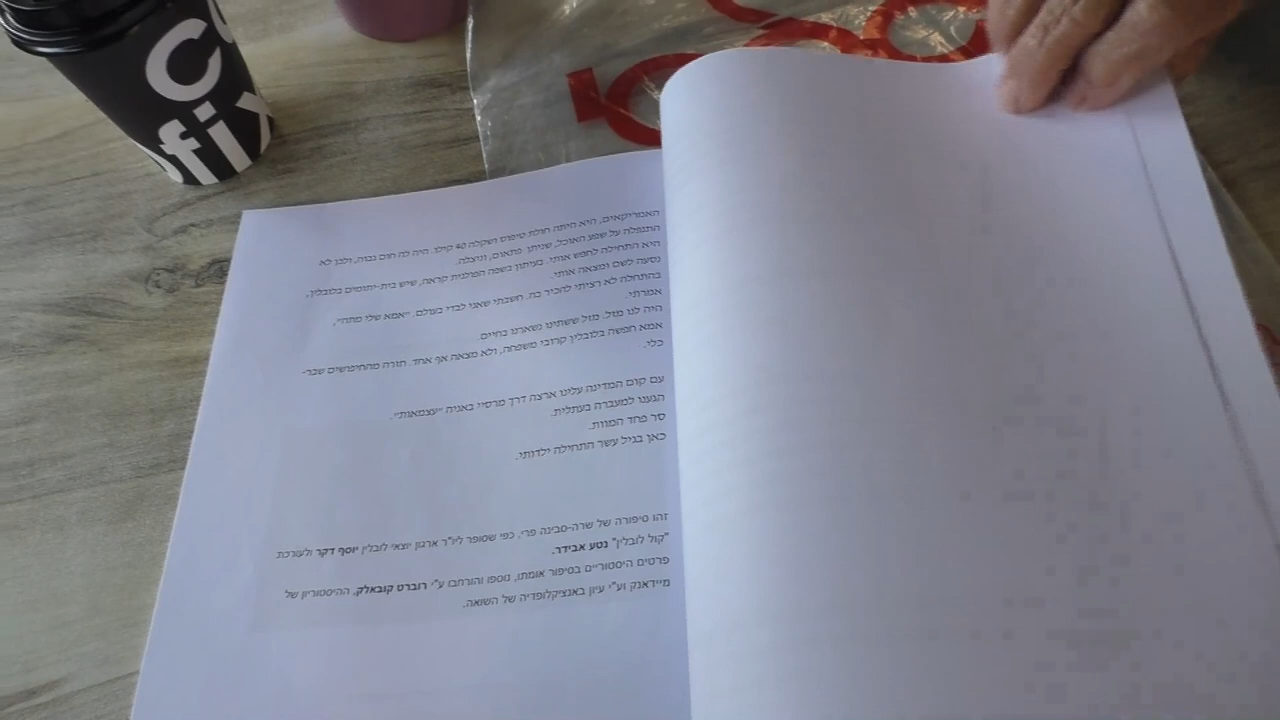 co
fix
האמריקאים, היא היתה חולת טיפוס ושקלה 40 קילו. היה לה חום גבוה, ולכן לא
התנפלה על שפע האוכל, שניתן פתאום, וניצלה.
היא התחילה לחפש אותי. בעיתון בשפה הפולנית קראה, שיש בית-יתומים בלובלין,
נסעה לשם ומצאה אותי.
בהתחלה לא רציתי להכיר בה. חשבתי שאני לבדי בעולם. "אמא שלי מתה",
אמרתי.
היה לנו מזל. מזל ששתינו נשארנו בחיים.
אמא חפשה בלובלין קרובי משפחה, ולא מצאה אף אחד. חזרה מהחיפושים שבר-
כלי.
עם קום המדינה עלינו ארצה דרך מרסיי באניה "עצמאות".
הגענו למעברה בעתלית.
סר פחד המוות.
כאן בגיל עשר התחילה ילדותי.
זהו סיפורה של שרה-סבינה פרי, כפי שסופר ליו"ר ארגון יוצאי לובלין יוסף דקר ולעורכת
"קול לובלין" נטע אבידר.
פרטים היסטוריים בסיפור אומתו, נוספו והורחבו ע"י רוברט קובאלק, ההיסטוריון של
מיידאנק וע"י עיון באנציקלופדיה של השואה.